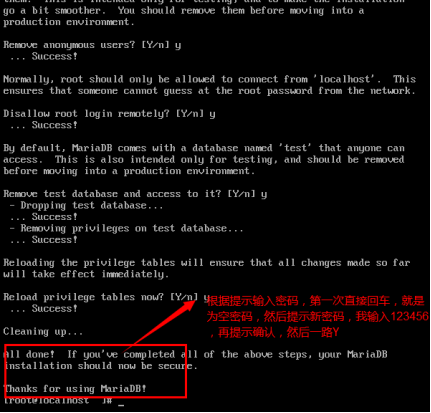 them.  This is intended only for testing, and to make the installation
go a bit smoother.  You should remove them before moving into a
production environment.
Remove anonymous users? [Y/n] y
... Success!
Normally, root should only be allowed to connect from 'localhost'.  This
ensures that someone cannot guess at the root password from the network.
Disallow root login remotely? [Y/n] y
... Success!
By default, MariaDB comes with a database named 'test' that anyone can
access.  This is also intended only for testing, and should be removed
before moving into a production environment.
Remove test database and access to it? [Y/n] y
- Dropping test database...
... Success!
- Removing privileges on test database...
... Success!
Reloading the privilege tables will ensure that all changes made so far
will take effect immediately.
Reload privilege tables now? [Y/n] y
... Success!
根据提示输入密码，第一次直接回车，就是
为空密码，然后提示新密码，我输入123456
，再提示确认，然后一路Y
Cleaning up...
All done!  If you've completed all of the above steps, your MariaDB
installation should now be secure.
Thanks for using MariaDB!
[root@localhost ~]# _